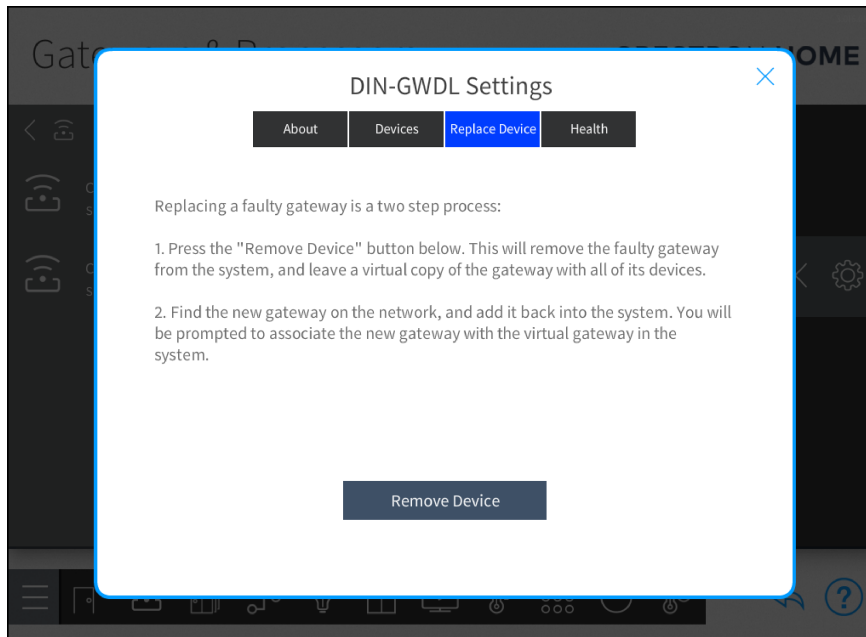 DIN-GWDL Settings
About
Devices
Replace Device
Health
Replacing a faulty gateway is a two step process:
1. Press the "Remove Device" button below. This will remove the faulty gateway
from the system, and leave a virtual copy of the gateway with all of its devices.
2. Find the new gateway on the network, and add it back into the system. You will
be prompted to associate the new gateway with the virtual gateway in the
system.
Remove Device
?